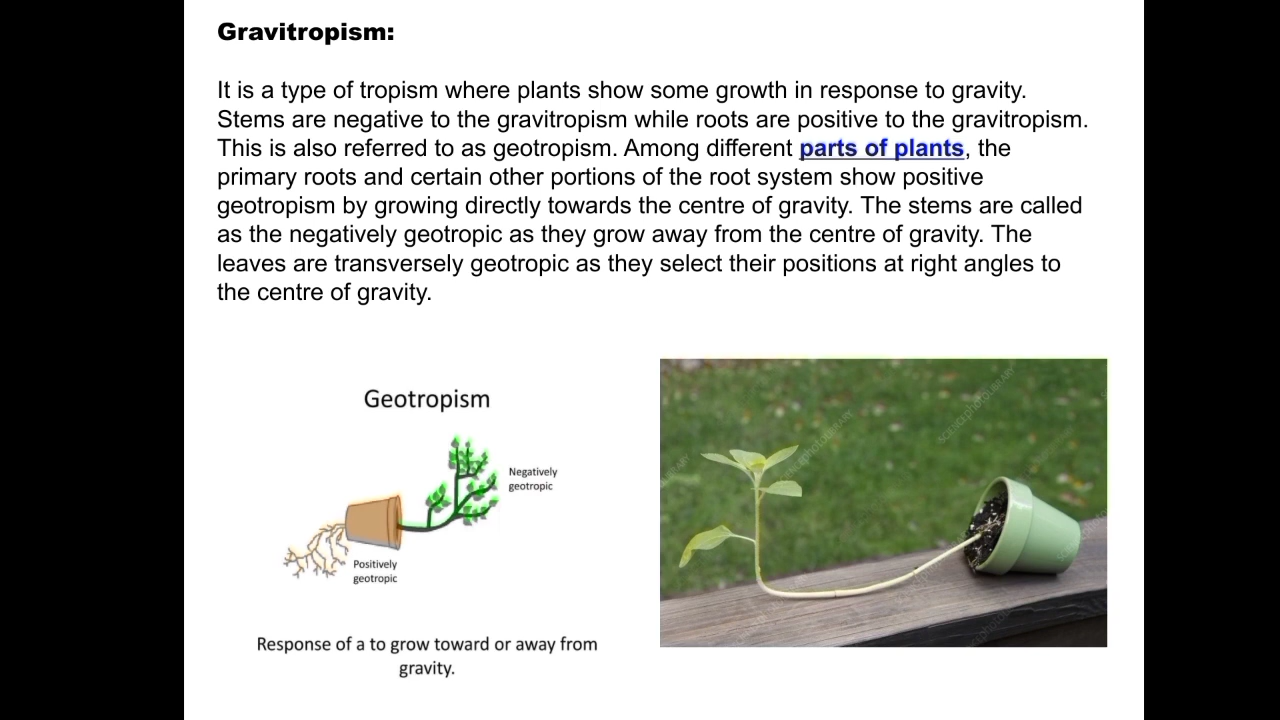 Gravitropism:
It is a type of tropism where plants show some growth in response to gravity.
Stems are negative to the gravitropism while roots are positive to the gravitropism.
This is also referred to as geotropism. Among different parts of plants, the
primary roots and certain other portions of the root system show positive
geotropism by growing directly towards the centre of gravity. The stems are called
as the negatively geotropic as they grow away from the centre of gravity. The
leaves are transversely geotropic as they select their positions at right angles to
the centre of gravity.
Geotropism
Negatively
geotropic
Positively
geotropic
Response of a to grow toward or away from
gravity.